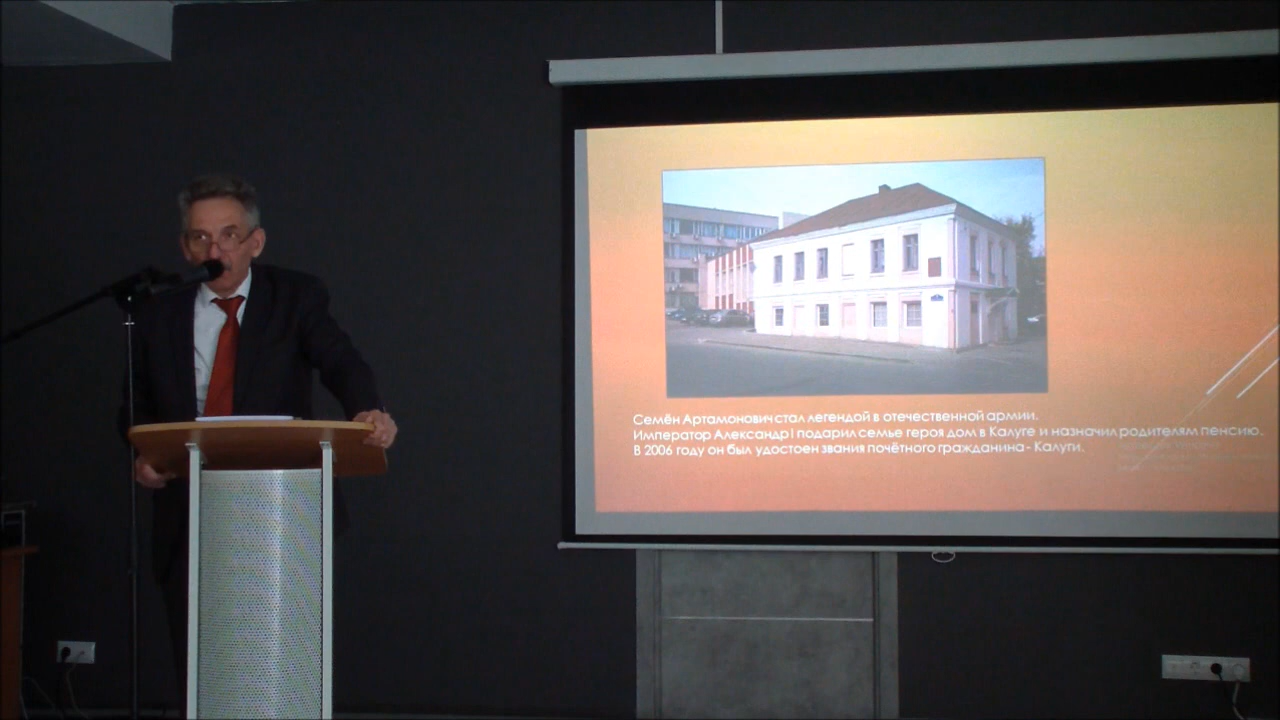 Семён Артамонович стал легендой в отечественной армии.
Император Александр I подарил семье героя дом в Калуге и назначил родителям пенсию.
В 2006 году он был удостоен звания почётного гражданина- Калуги.